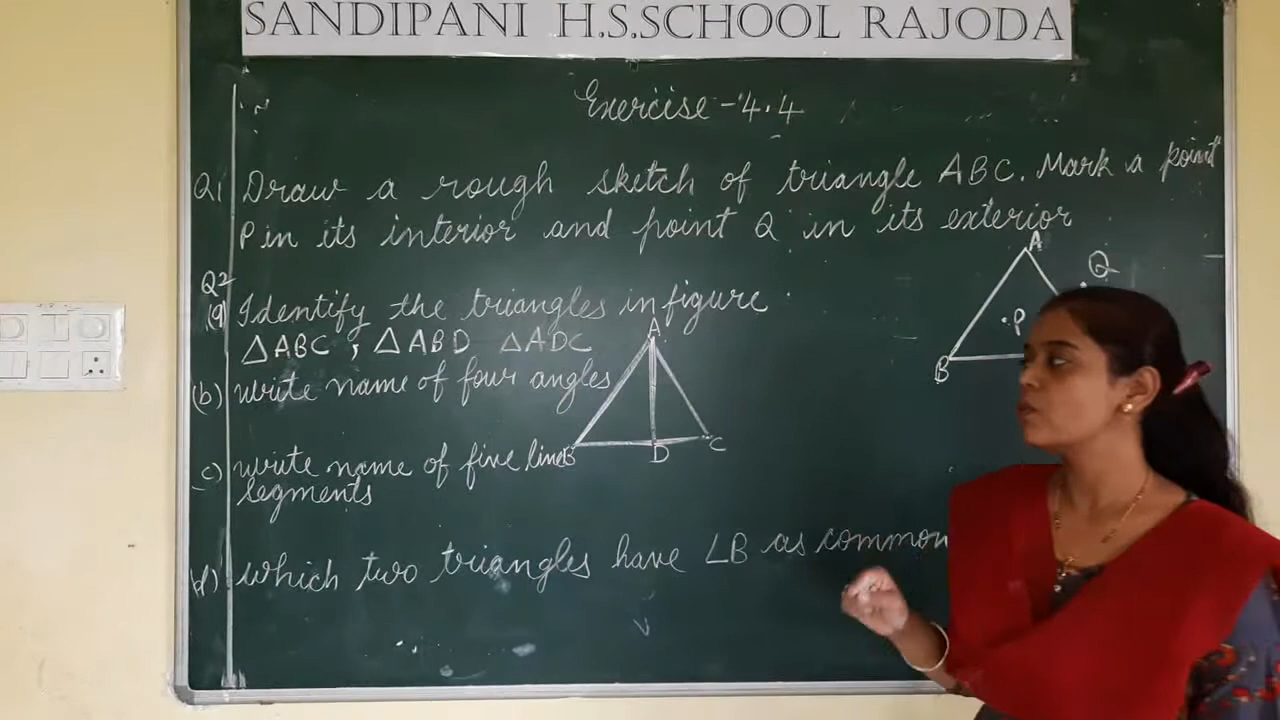 SANDIPANI H.S.SCHOOL RAJODA
Exercise - 4.4
Q1 Draw a rough sketch of triangle ABC. Mark a point
P in its interior and point Q in its exterior
A
Q
P
B
Q2
(a) Identify the triangles in figure
△ABC, △ABD △ADC
A
(b) write name of four angles
B D C
c) write name of five line
segments
d) which two triangles have ∠B as common